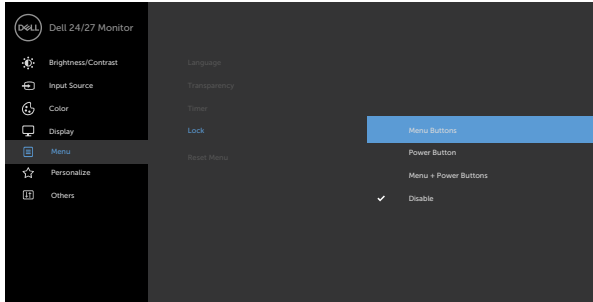 DELL
Dell 24/27 Monitor
Brightness/Contrast
Input Source
Color
Display
Menu
Personalize
Others
Language
Transparency
Timer
Lock
Reset Menu
Menu Buttons
Power Button
Menu + Power Buttons
Disable